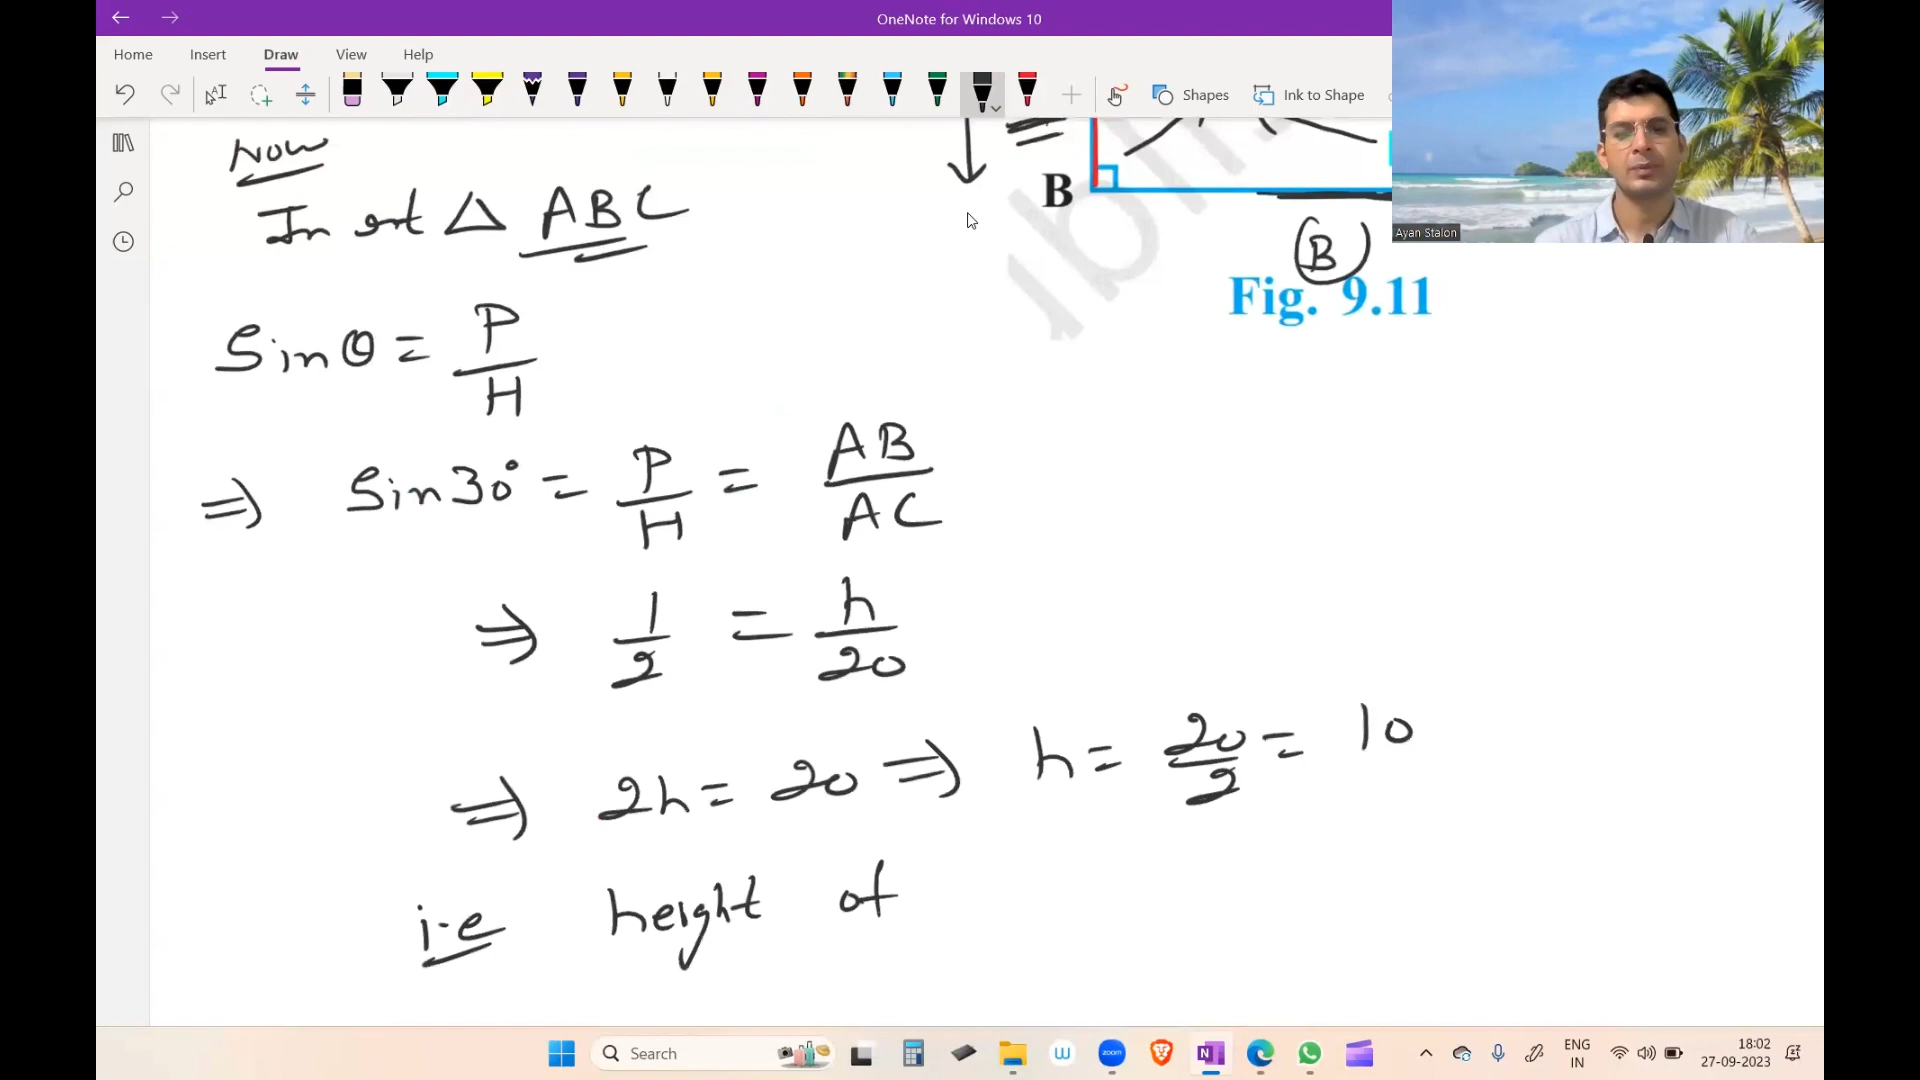 OneNote for Windows 10
Home Insert Draw View Help
Shapes Ink to Shape
Ayan Stalon
Now
In rt △ ABC
B
(B)
Fig. 9.11
Sinθ = P/H
⇒ Sin30° = P/H = AB/AC
⇒ 1/2 = h/20
⇒ 2h = 20 ⇒ h = 20/2 = 10
i.e height of
Search
zoom
ENG
IN
18:02
27-09-2023